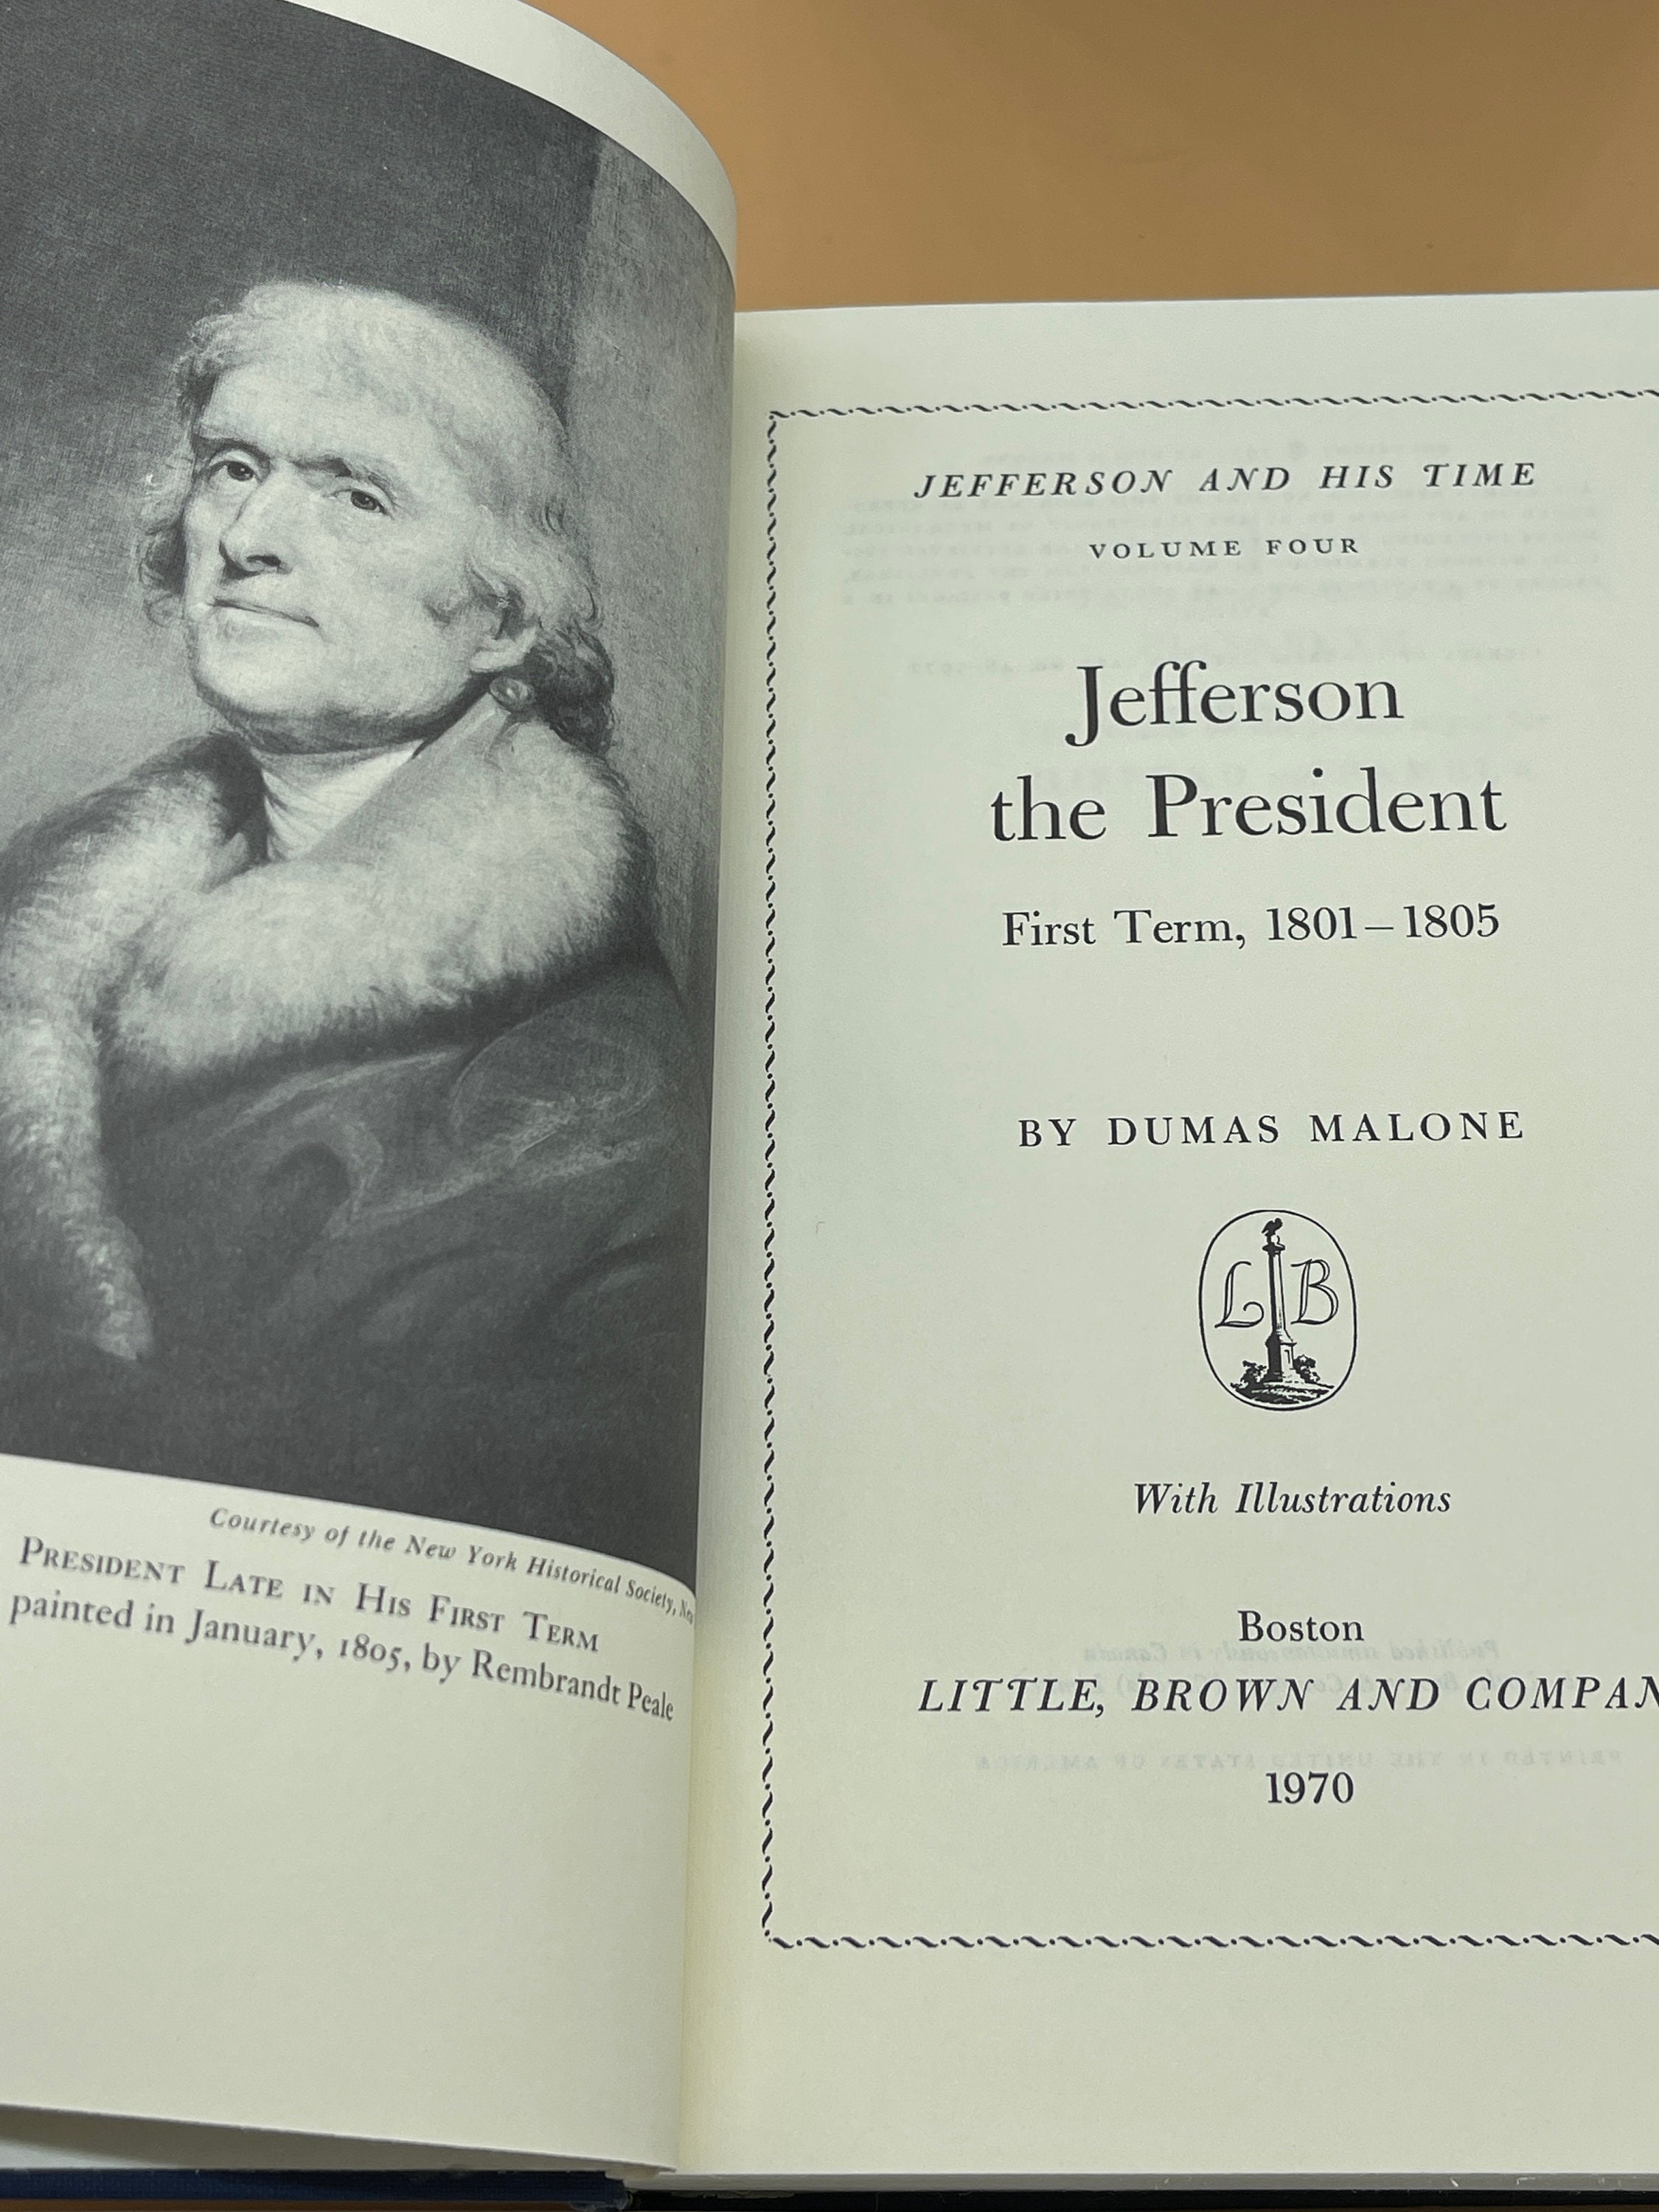 Courtesy of the New York Historical Society,
PRESIDENT LATE IN HIS FIRST TERM
painted in January, 1805, by Rembrandt Peale
JEFFERSON AND HIS TIME
VOLUME FOUR
Jefferson
the President
First Term, 1801–1805
BY DUMAS MALONE
L B
With Illustrations
Boston
LITTLE, BROWN AND COMPAN
1970